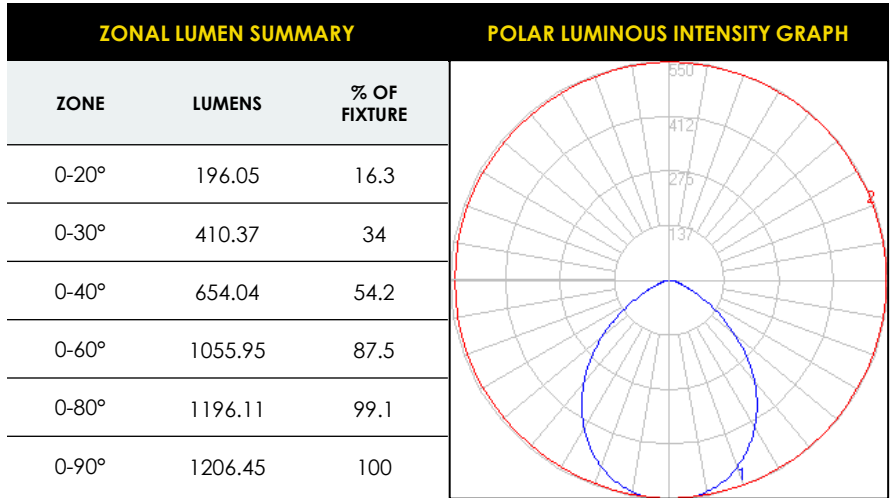 ZONAL LUMEN SUMMARY
POLAR LUMINOUS INTENSITY GRAPH
ZONE LUMENS % OF FIXTURE
0-20° 196.05 16.3
0-30° 410.37 34
0-40° 654.04 54.2
0-60° 1055.95 87.5
0-80° 1196.11 99.1
0-90° 1206.45 100
550
412
275
137
2
1